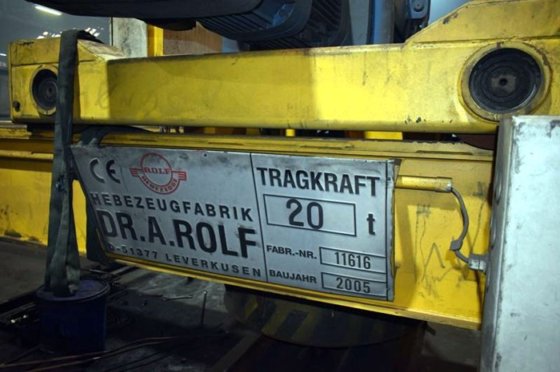 CE
ROLF
HEBEZEUGFABRIK
DR.A.ROLF
D-51377 LEVERKUSEN
TRAGKRAFT
20 t
FABR.-NR. 11616
BAUJAHR 2005